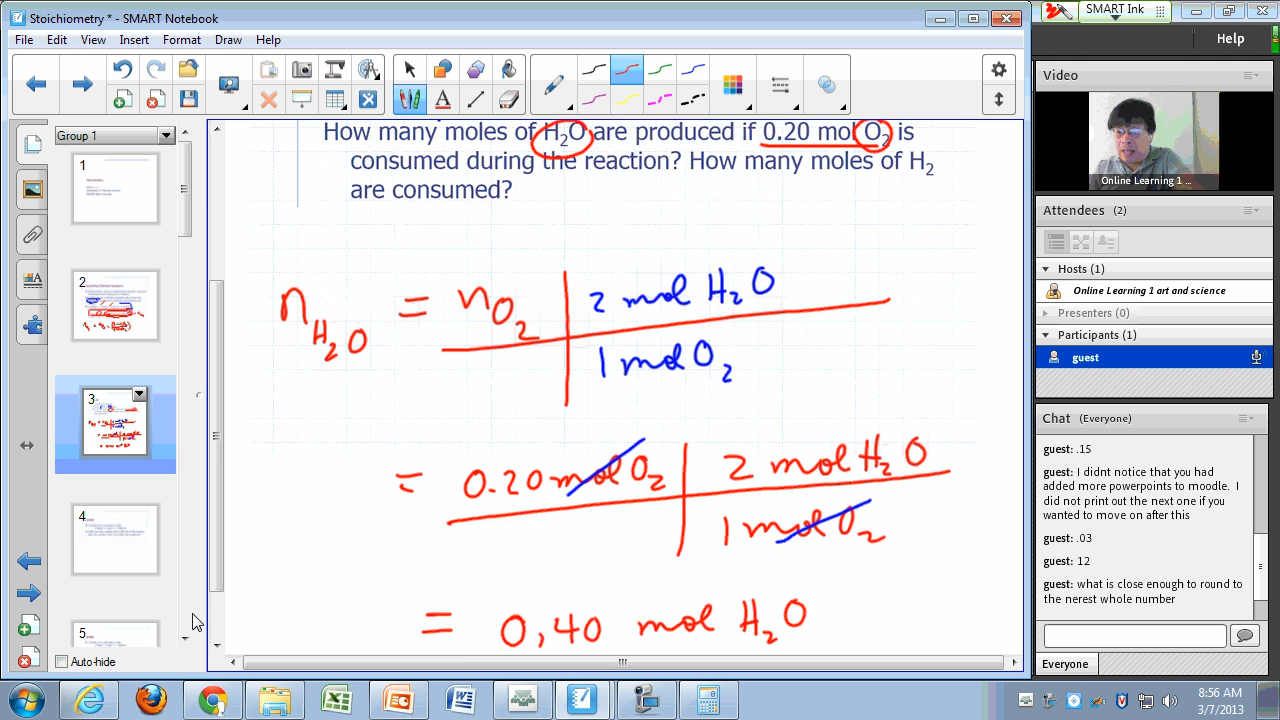 Stoichiometry * - SMART Notebook
SMART Ink
File Edit View Insert Format Draw Help
Help
Group 1
1
2
3
4
5
Auto-hide
How many moles of H₂O are produced if 0.20 mol O₂ is
consumed during the reaction? How many moles of H₂
are consumed?
n H₂O = n O₂ | 2 mol H₂O
1 mol O₂
= 0.20 mol O₂ | 2 mol H₂O
1 mol O₂
= 0,40 mol H₂O
Video
Online Learning 1 ...
Attendees (2)
Hosts (1)
Online Learning 1 art and science
Presenters (0)
Participants (1)
guest
Chat (Everyone)
guest: .15
guest: I didnt notice that you had
added more powerpoints to moodle. I
did not print out the next one if you
wanted to move on after this
guest: .03
guest: 12
guest: what is close enough to round to
the nerest whole number
Everyone
8:56 AM
3/7/2013